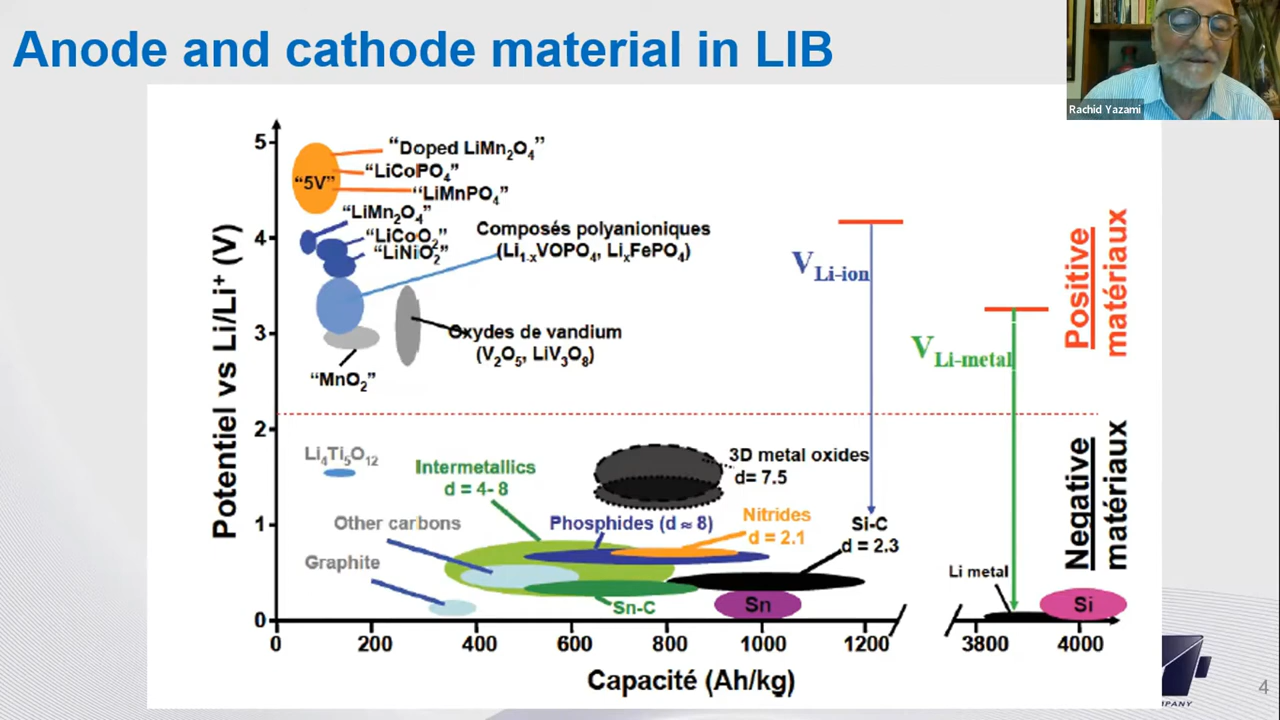 Anode and cathode material in LIB
Rachid Yazami
Potentiel vs Li/Li⁺ (V)
5
4
3
2
1
0
"5V"
"Doped LiMn₂O₄"
"LiCoPO₄"
"LiMnPO₄"
"LiMn₂O₄"
"LiCoO₂"
"LiNiO₂"
Composés polyanioniques
(Li₁₋ₓVOPO₄, LiₓFePO₄)
Oxydes de vandium
(V₂O₅, LiV₃O₈)
"MnO₂"
V Li-ion
V Li-metal
Positive
matériaux
Negative
matériaux
Li₄Ti₅O₁₂
Intermetallics
d = 4- 8
3D metal oxides
d= 7.5
Other carbons
Phosphides (d ≈ 8)
Nitrides
d = 2.1
Si-C
d = 2.3
Graphite
Li metal
Sn-C
Sn
Si
0 200 400 600 800 1000 1200 3800 4000
Capacité (Ah/kg)
MPANY
4